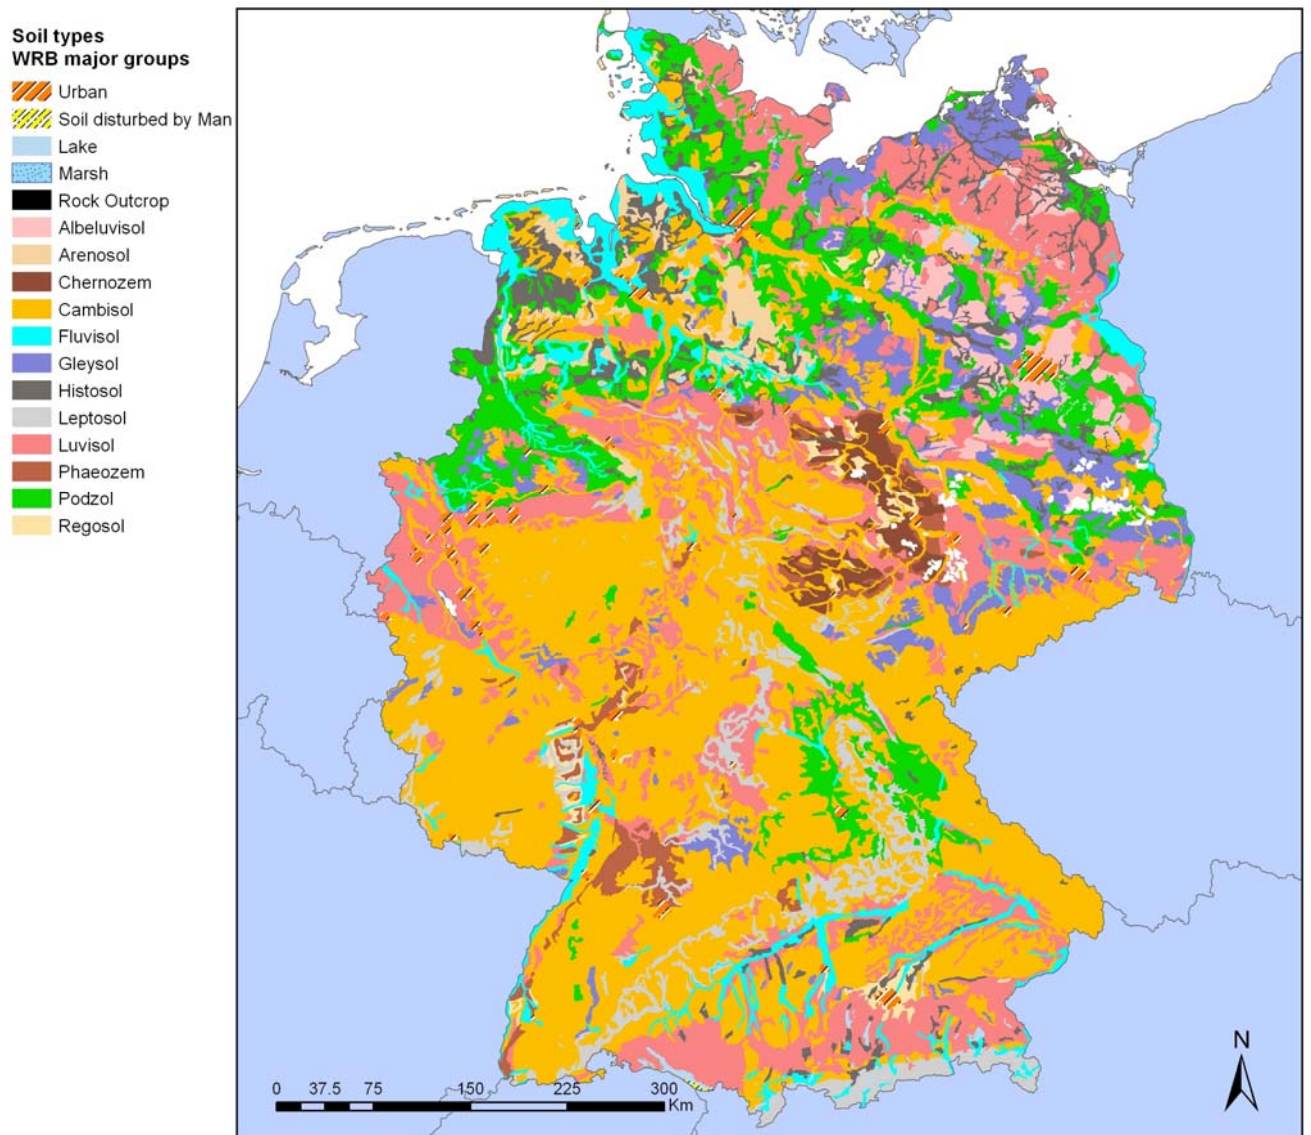 Soil types
WRB major groups
Urban
Soil disturbed by Man
Lake
Marsh
Rock Outcrop
Albeluvisol
Arenosol
Chernozem
Cambisol
Fluvisol
Gleysol
Histosol
Leptosol
Luvisol
Phaeozem
Podzol
Regosol
N
0 37.5 75 150 225 300
Km